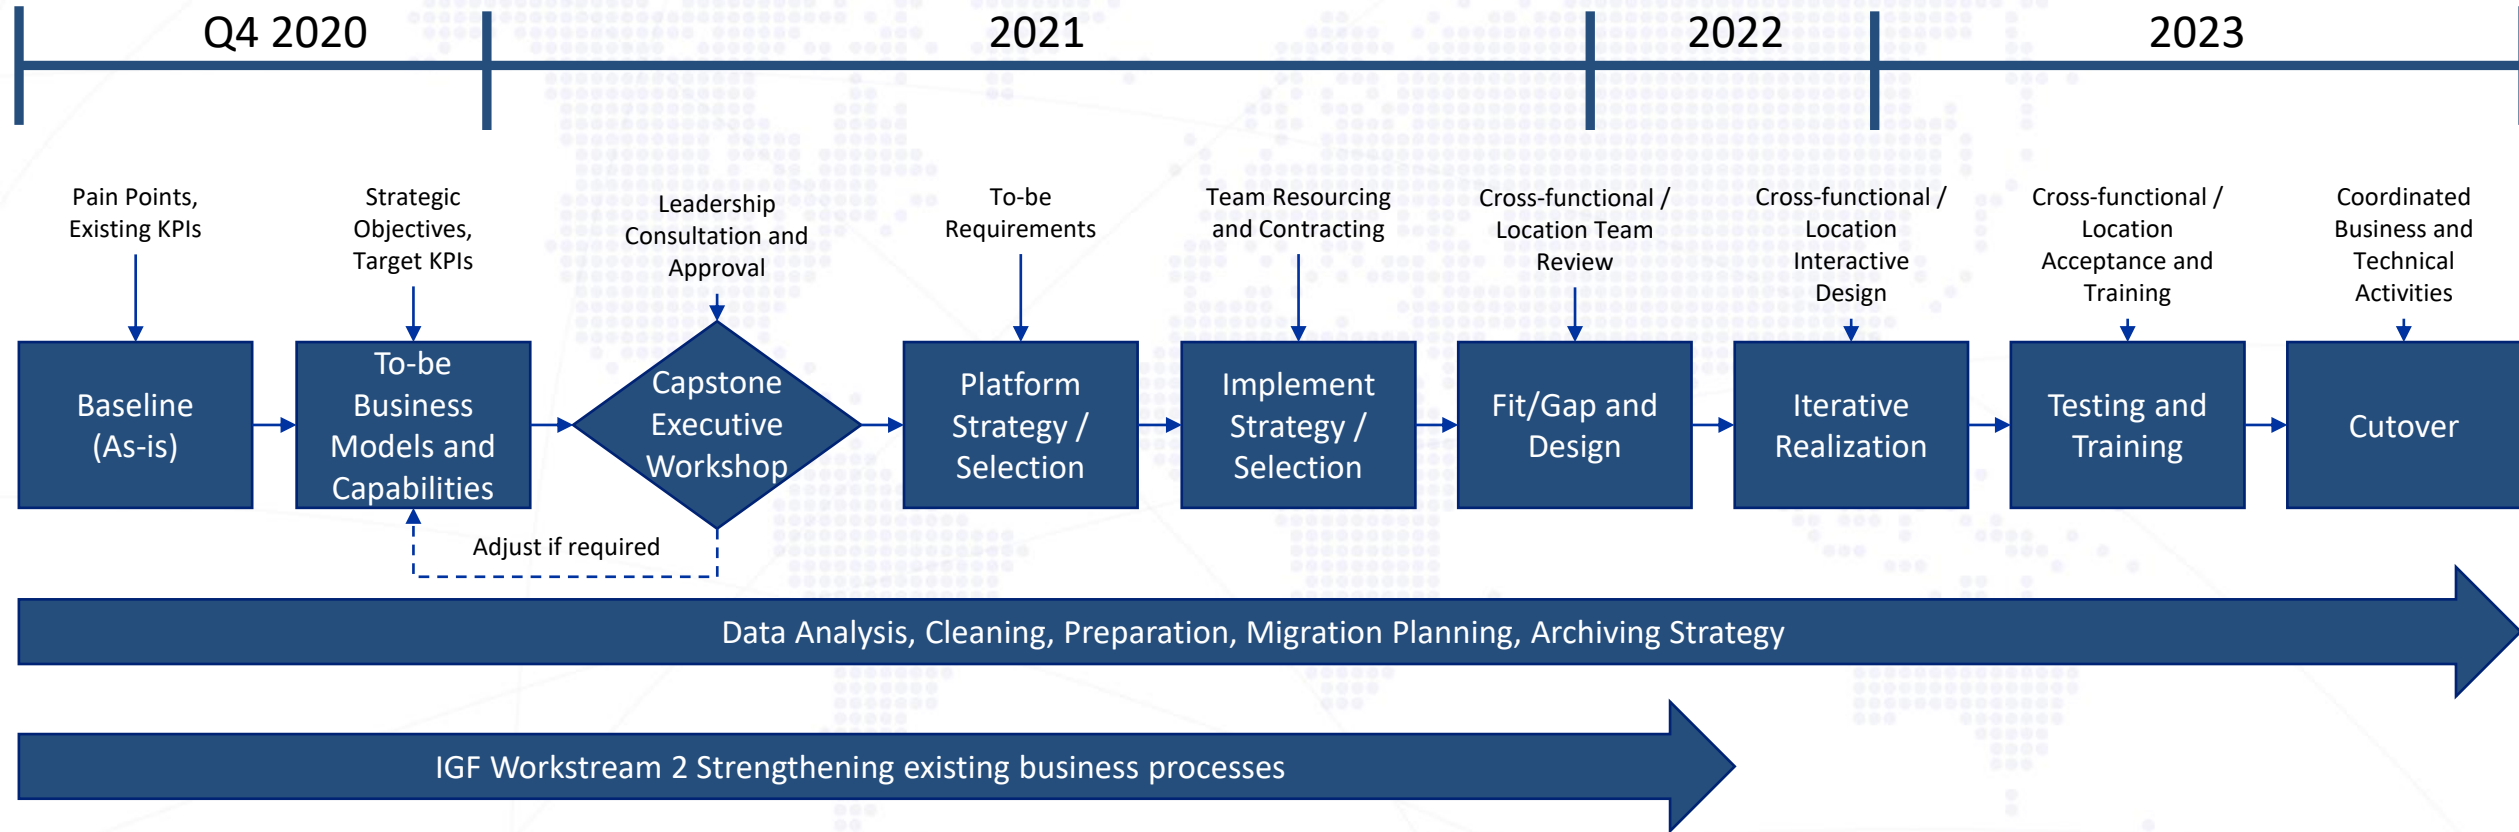 Q4 2020
2021
2022
2023
Pain Points,
Existing KPIs
Strategic
Objectives,
Target KPIs
Leadership
Consultation and
Approval
To-be
Requirements
Team Resourcing
and Contracting
Cross-functional /
Location Team
Review
Cross-functional /
Location
Interactive
Design
Cross-functional /
Location
Acceptance and
Training
Coordinated
Business and
Technical
Activities
Baseline
(As-is)
To-be
Business
Models and
Capabilities
Capstone
Executive
Workshop
Platform
Strategy /
Selection
Implement
Strategy /
Selection
Fit/Gap and
Design
Iterative
Realization
Testing and
Training
Cutover
Adjust if required
Data Analysis, Cleaning, Preparation, Migration Planning, Archiving Strategy
IGF Workstream 2 Strengthening existing business processes